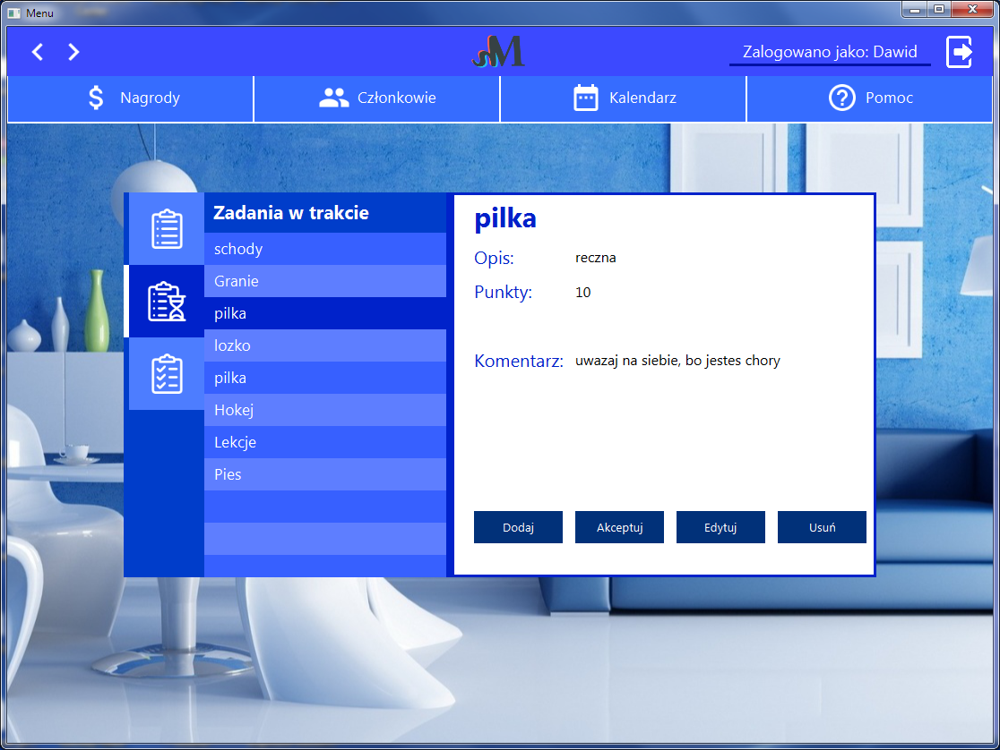 Menu
M
Zalogowano jako: Dawid
Nagrody
Członkowie
Kalendarz
Pomoc
Zadania w trakcie
schody
Granie
pilka
lozko
pilka
Hokej
Lekcje
Pies
pilka
Opis: reczna
Punkty: 10
Komentarz: uwazaj na siebie, bo jestes chory
Dodaj
Akceptuj
Edytuj
Usuń